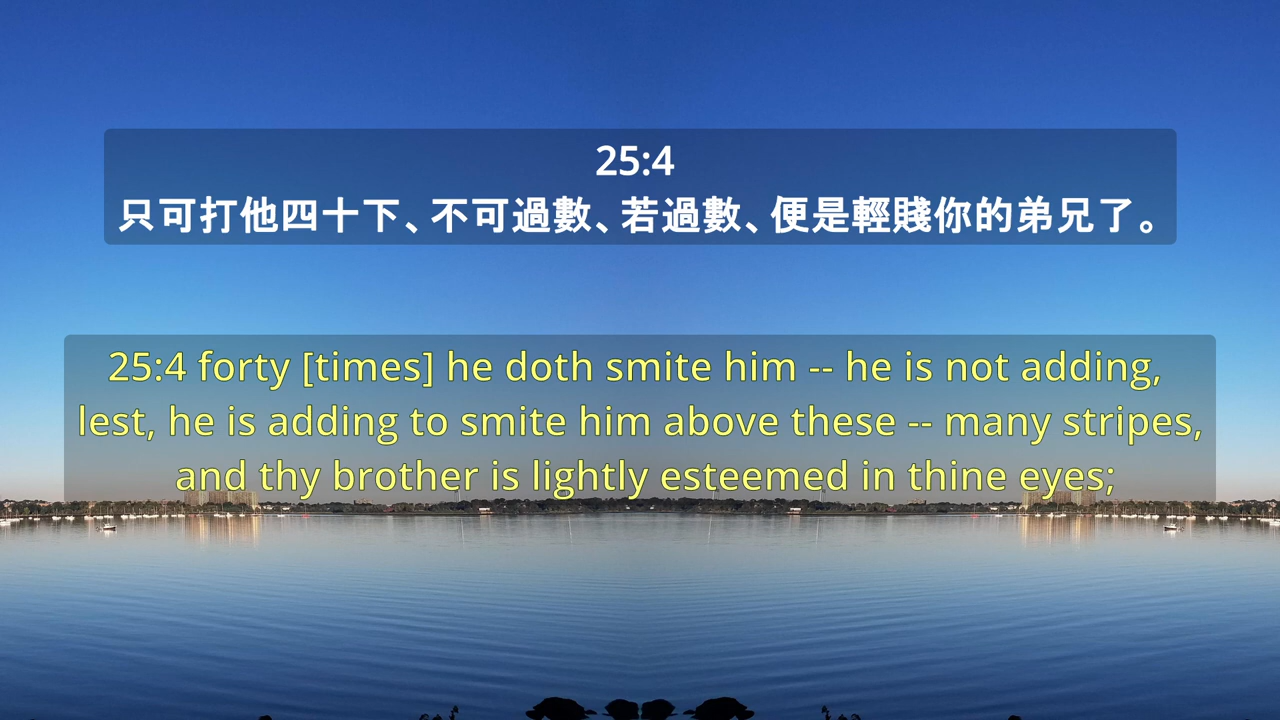 25:4
只可打他四十下、不可過數、若過數、便是輕賤你的弟兄了。
25:4 forty [times] he doth smite him -- he is not adding,
lest, he is adding to smite him above these -- many stripes,
and thy brother is lightly esteemed in thine eyes;